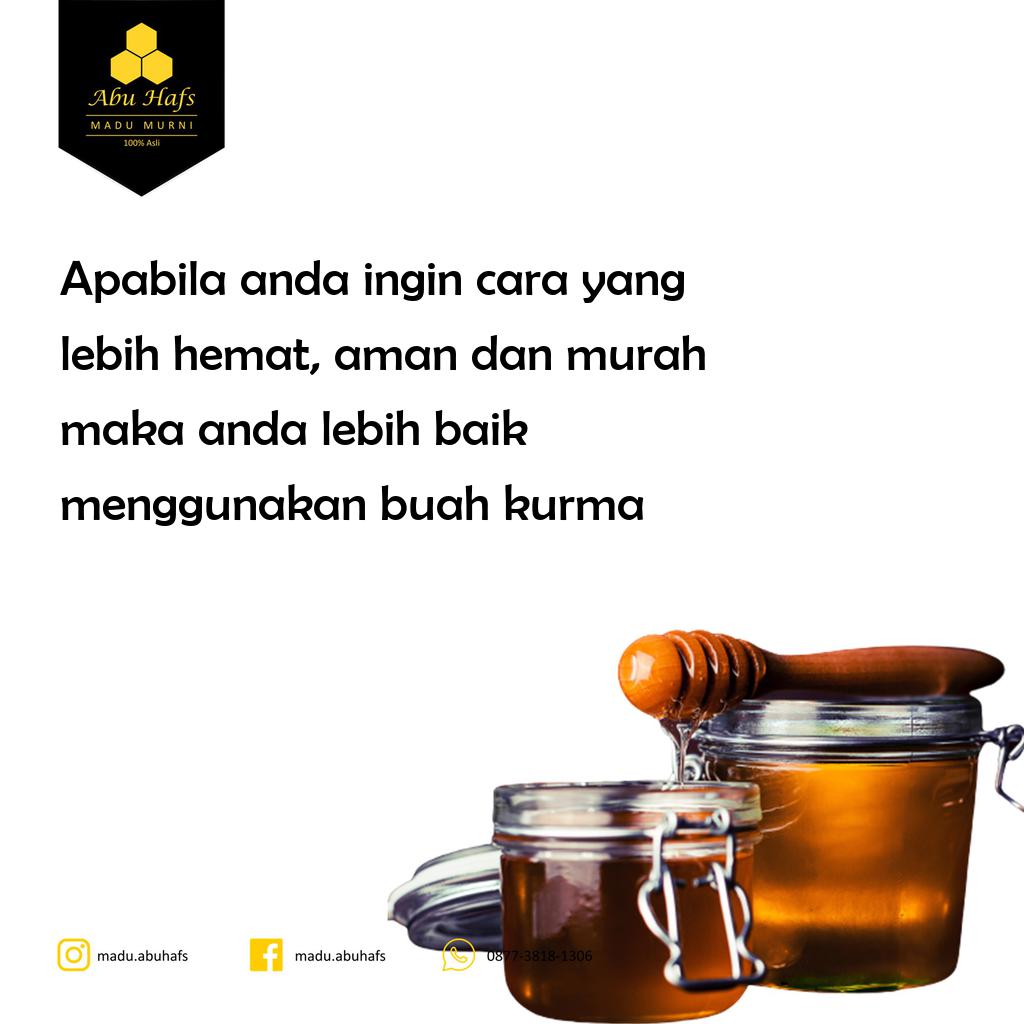 Abu Hafs
MADU MURNI
100% Asli
Apabila anda ingin cara yang
lebih hemat, aman dan murah
maka anda lebih baik
menggunakan buah kurma
madu.abuhafs
madu.abuhafs
0877-3818-1306